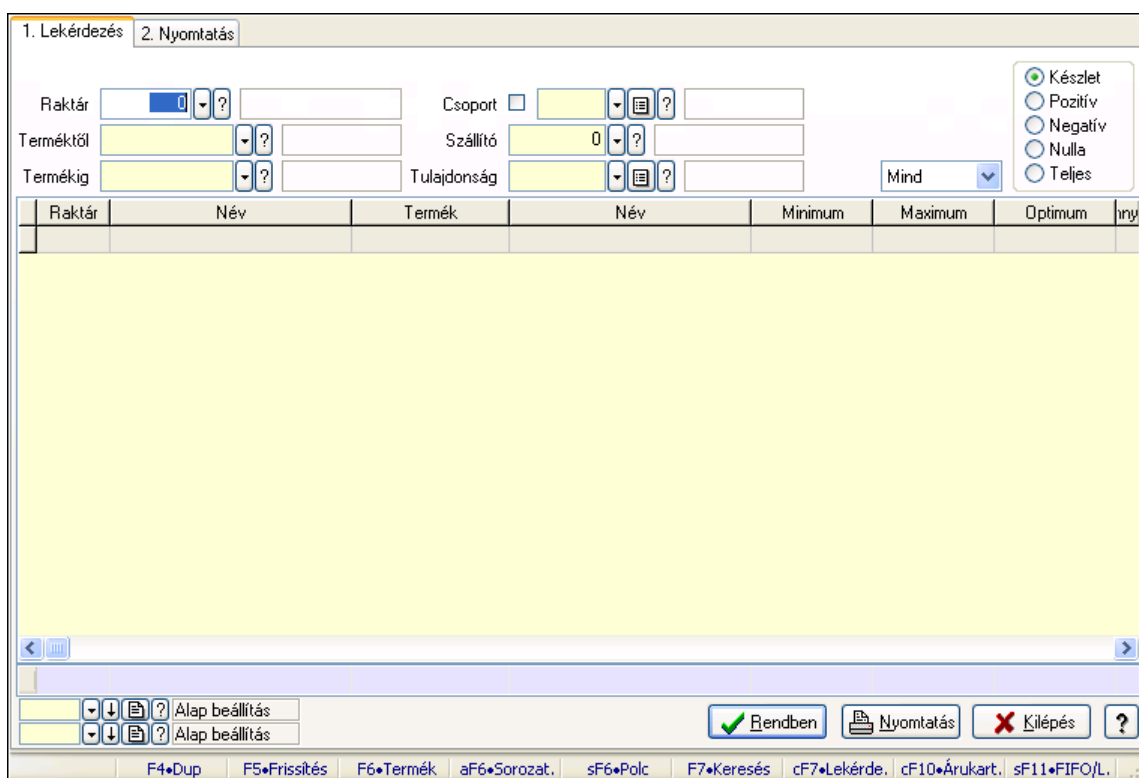 1. Lekérdezés 2. Nyomtatás
Készlet
Raktár 0 ? Csoport ? Pozitív
Terméktől ? Szállító 0 ? Negatív
Nulla
Termékig ? Tulajdonság ? Mind Teljes
Raktár Név Termék Név Minimum Maximum Optimum
? Alap beállítás
? Alap beállítás
Rendben Nyomtatás Kilépés ?
F4•Dup F5•Frissítés F6•Termék aF6•Sorozat. sF6•Polc F7•Keresés cF7•Lekérde. cF10•Árukart. sF11•FIFO/L.